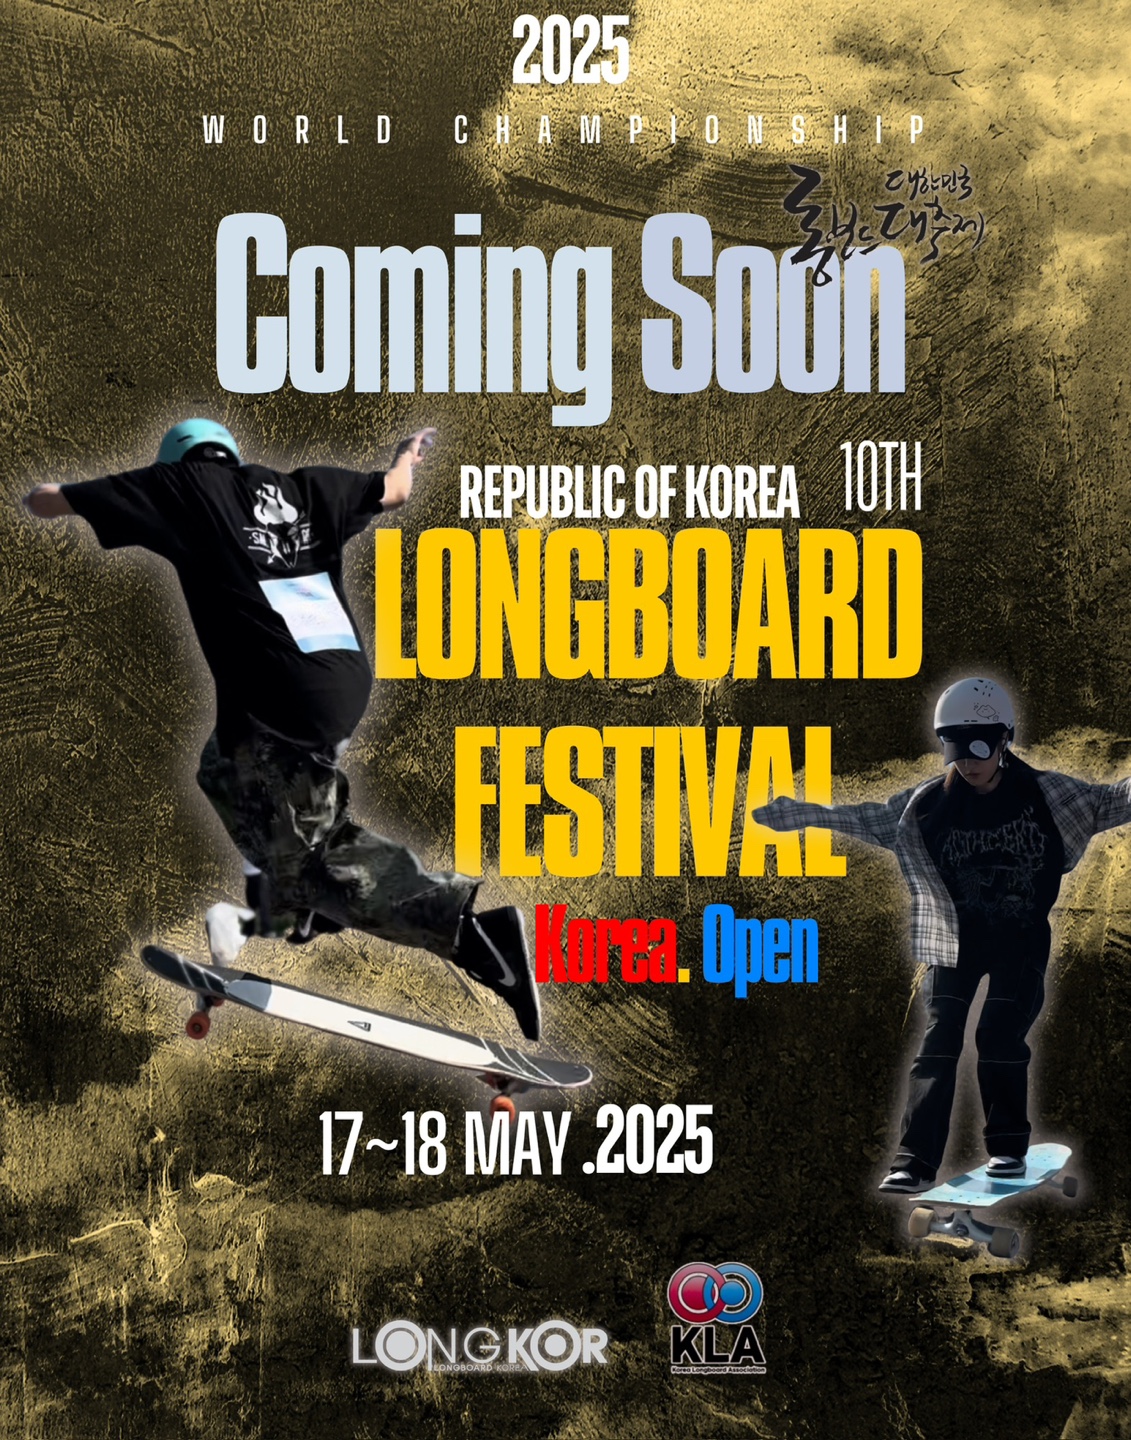 2025
WORLD CHAMPIONSHIP
대한민국
롱보드 대축제
Coming Soon
REPUBLIC OF KOREA 10TH
LONGBOARD
FESTIVAL
Korea. Open
17~18 MAY .2025
LONGKOR
LONGBOARD KOREA
KLA
Korea Longboard Association